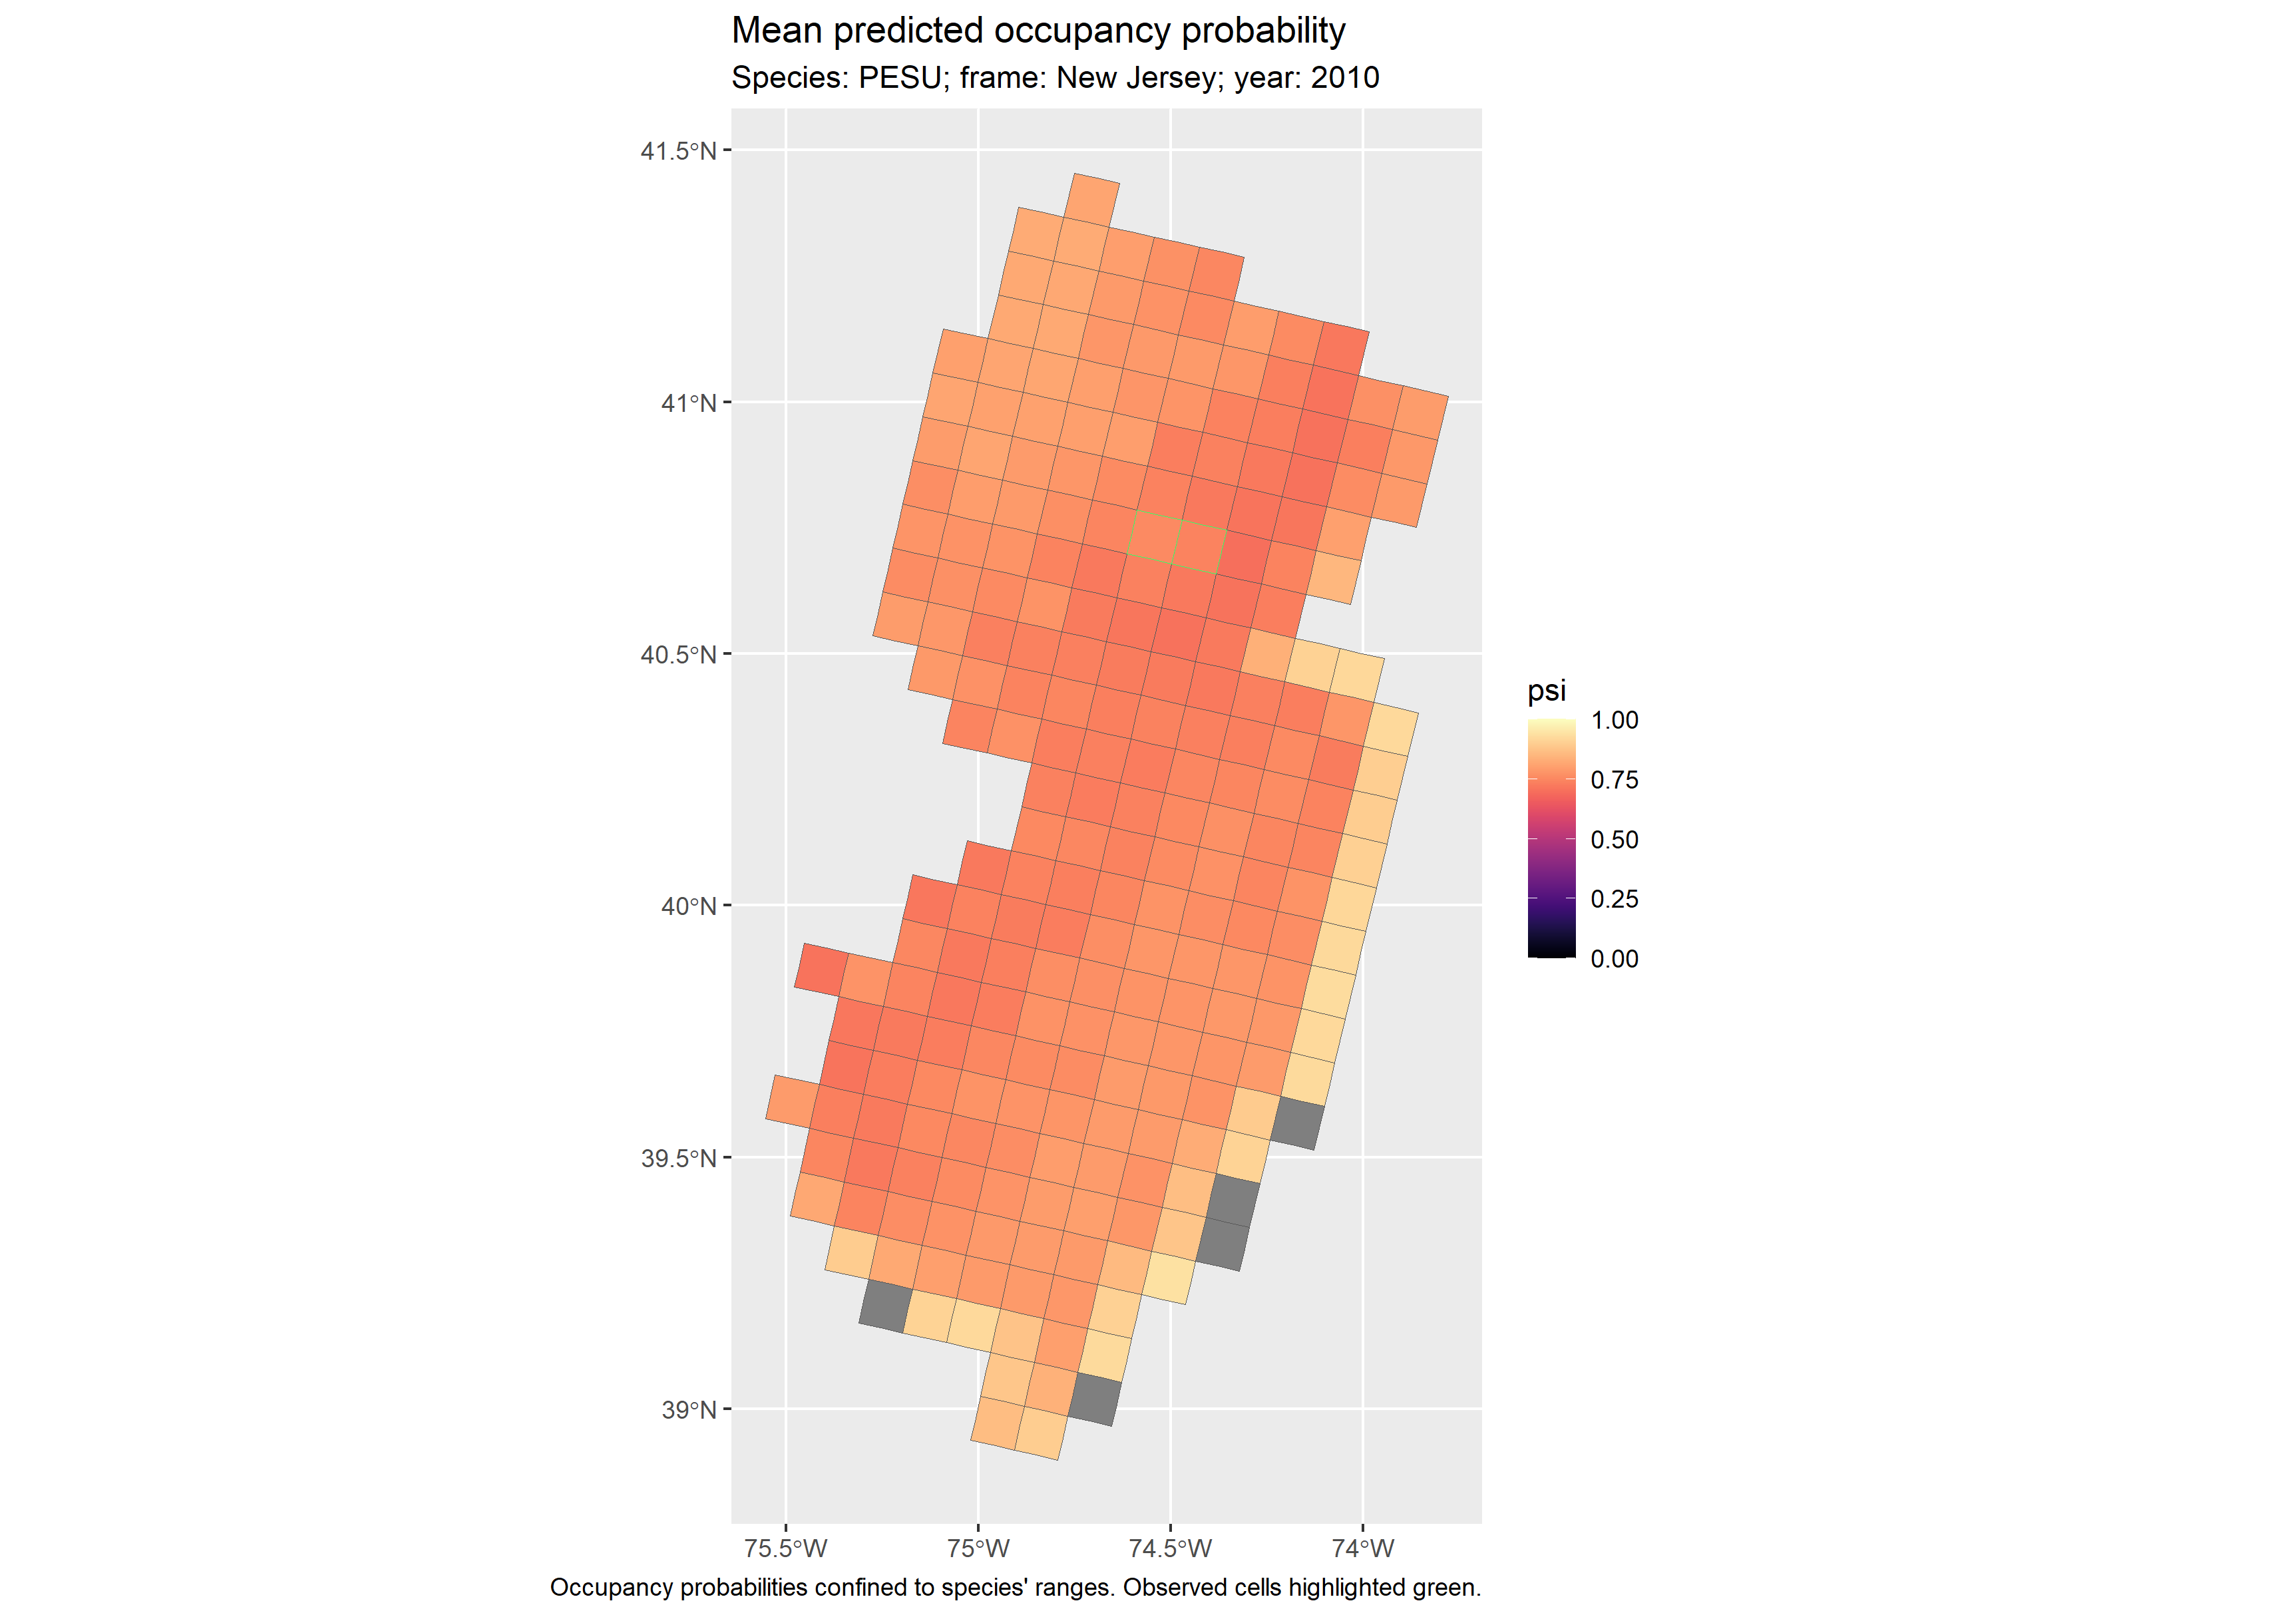 Mean predicted occupancy probability
Species: PESU; frame: New Jersey; year: 2010
41.5°N
41°N
40.5°N
40°N
39.5°N
39°N
75.5°W
75°W
74.5°W
74°W
psi
1.00
0.75
0.50
0.25
0.00
Occupancy probabilities confined to species' ranges. Observed cells highlighted green.